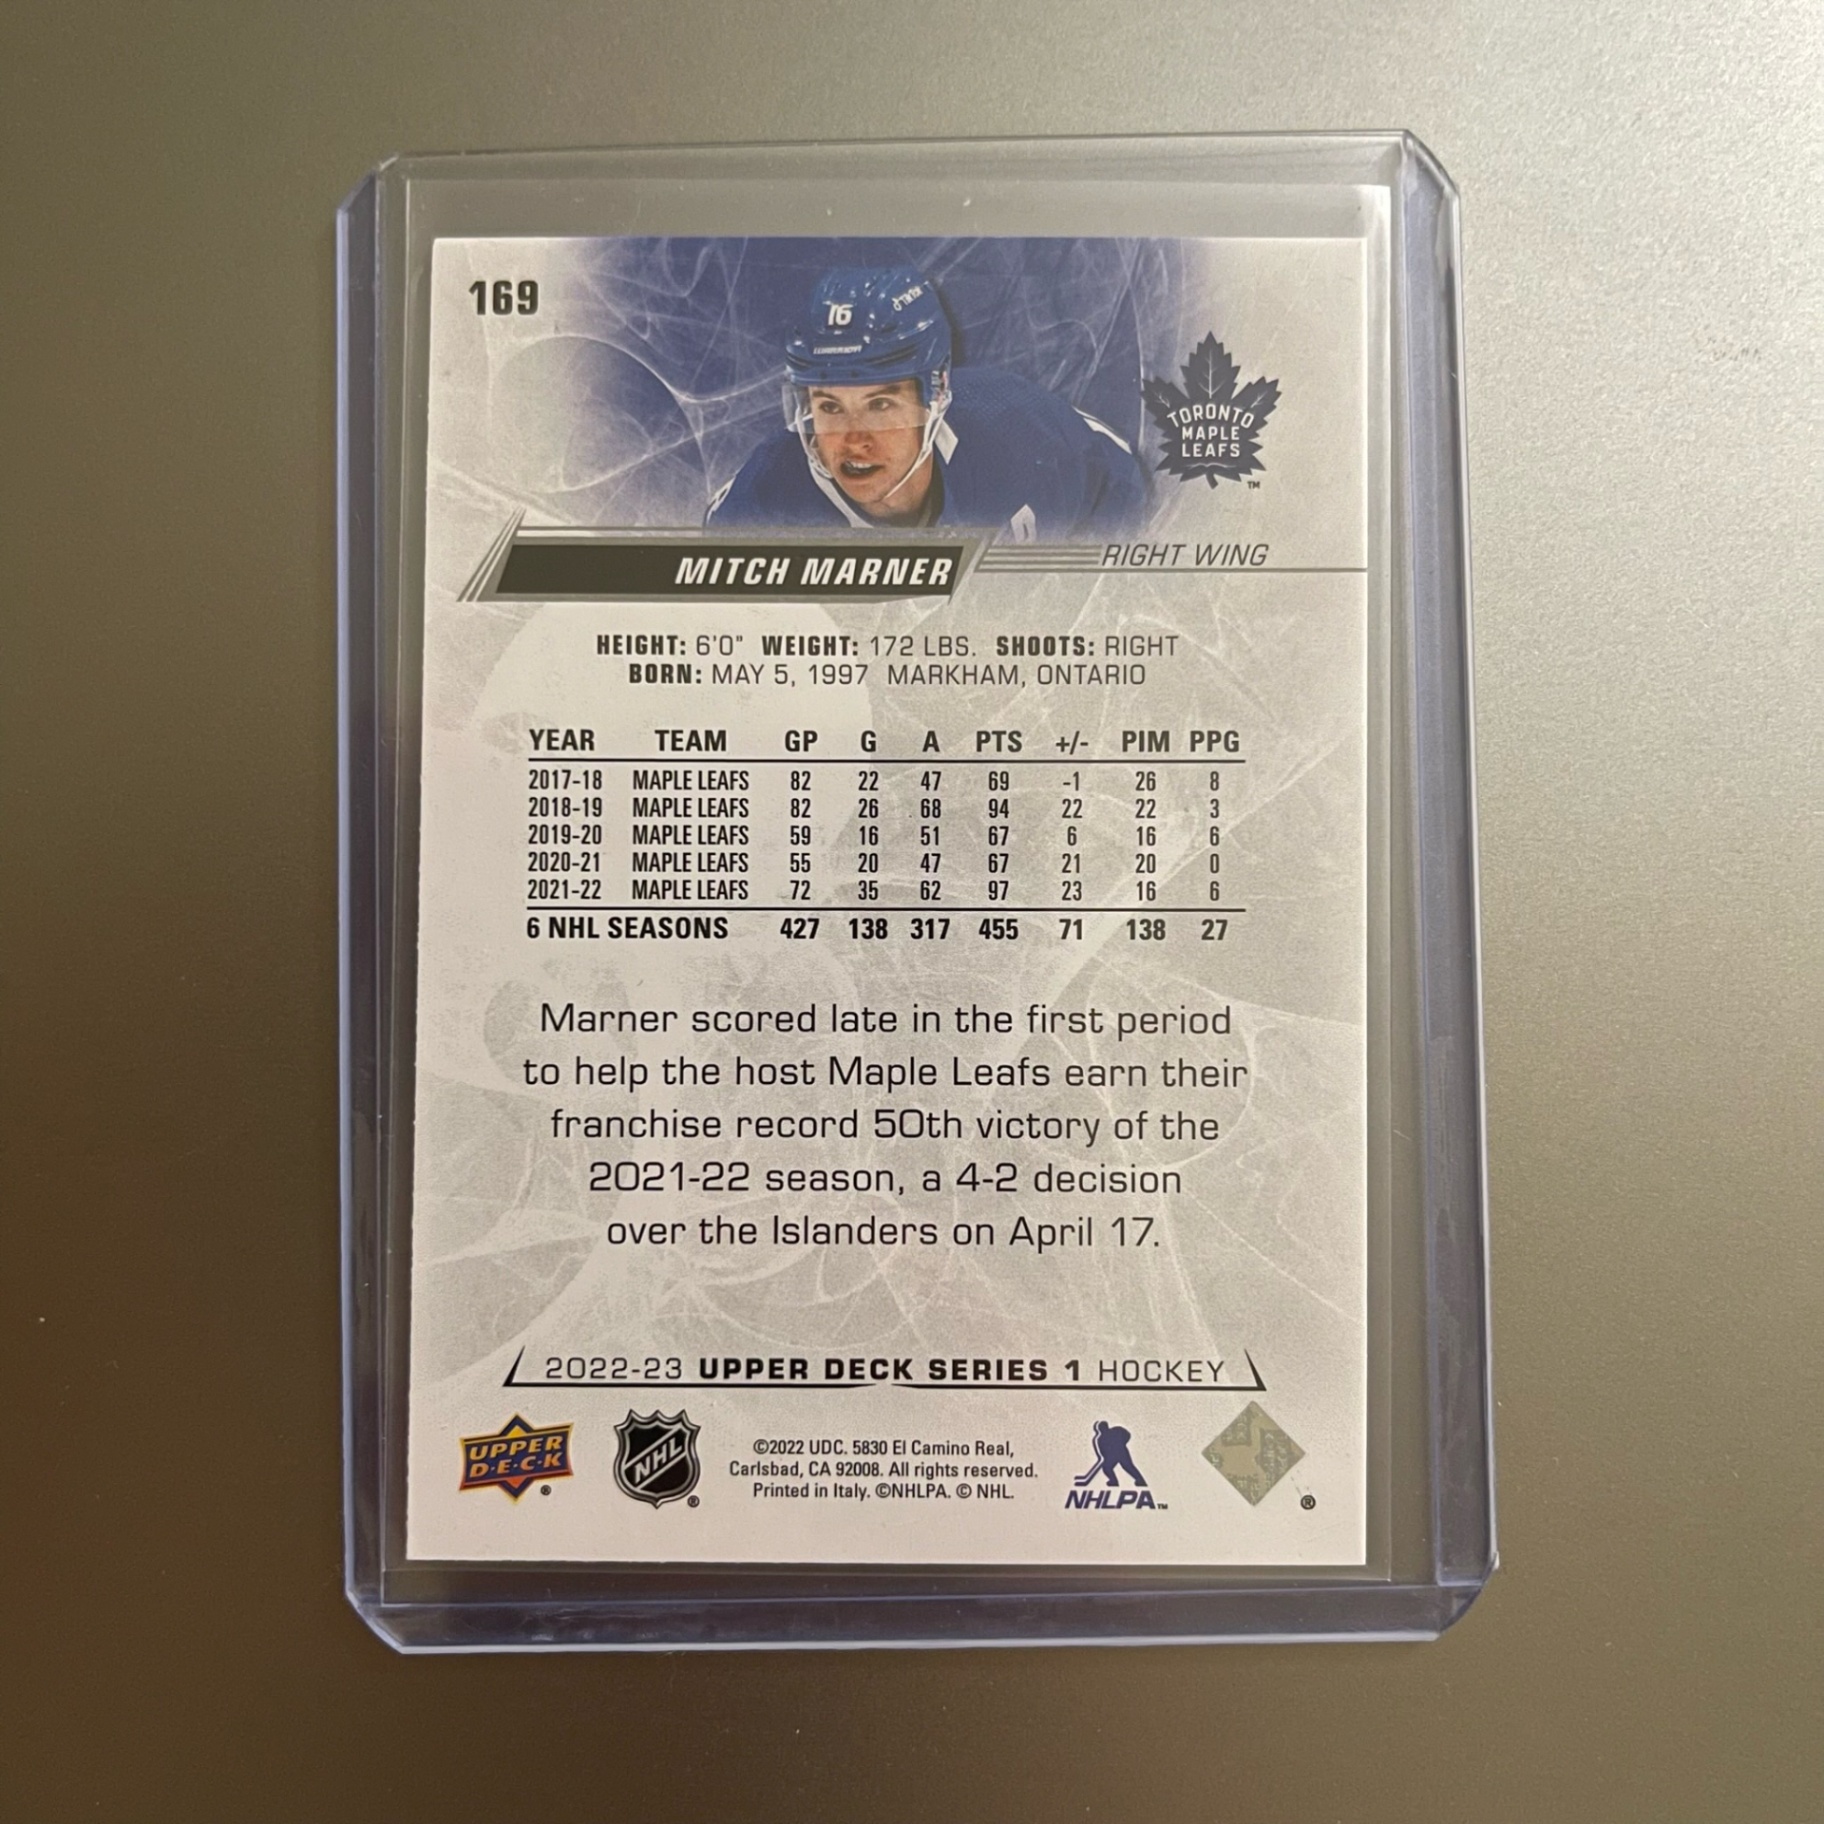 169
16
TORONTO
MAPLE
LEAFS
TM
MITCH MARNER
RIGHT WING
HEIGHT: 6'0" WEIGHT: 172 LBS. SHOOTS: RIGHT
BORN: MAY 5, 1997 MARKHAM, ONTARIO
YEAR TEAM GP G A PTS +/- PIM PPG
2017-18 MAPLE LEAFS 82 22 47 69 -1 26 8
2018-19 MAPLE LEAFS 82 26 68 94 22 22 3
2019-20 MAPLE LEAFS 59 16 51 67 6 16 6
2020-21 MAPLE LEAFS 55 20 47 67 21 20 0
2021-22 MAPLE LEAFS 72 35 62 97 23 16 6
6 NHL SEASONS 427 138 317 455 71 138 27
Marner scored late in the first period
to help the host Maple Leafs earn their
franchise record 50th victory of the
2021-22 season, a 4-2 decision
over the Islanders on April 17.
2022-23 UPPER DECK SERIES 1 HOCKEY
UPPER
D·E·C·K
®
NHL
®
©2022 UDC. 5830 El Camino Real,
Carlsbad, CA 92008. All rights reserved.
Printed in Italy. ©NHLPA. © NHL.
NHLPA™
®